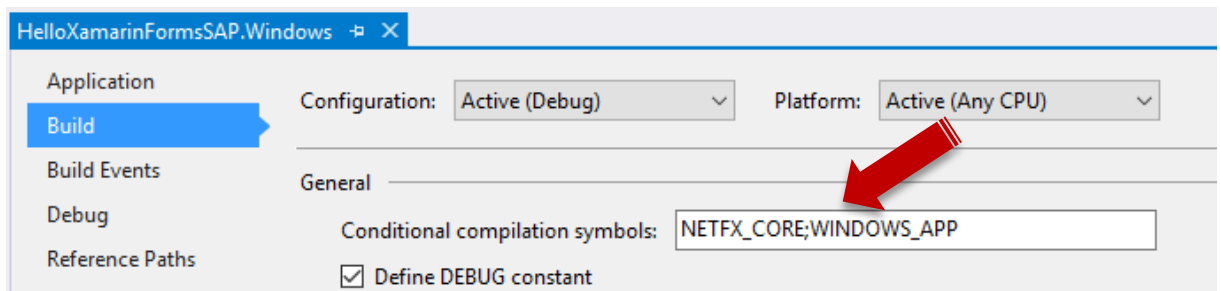 HelloXamarinFormsSAP.Windows
Application
Configuration: Active (Debug) Platform: Active (Any CPU)
Build
Build Events
General
Debug
Conditional compilation symbols: NETFX_CORE;WINDOWS_APP
Reference Paths
Define DEBUG constant